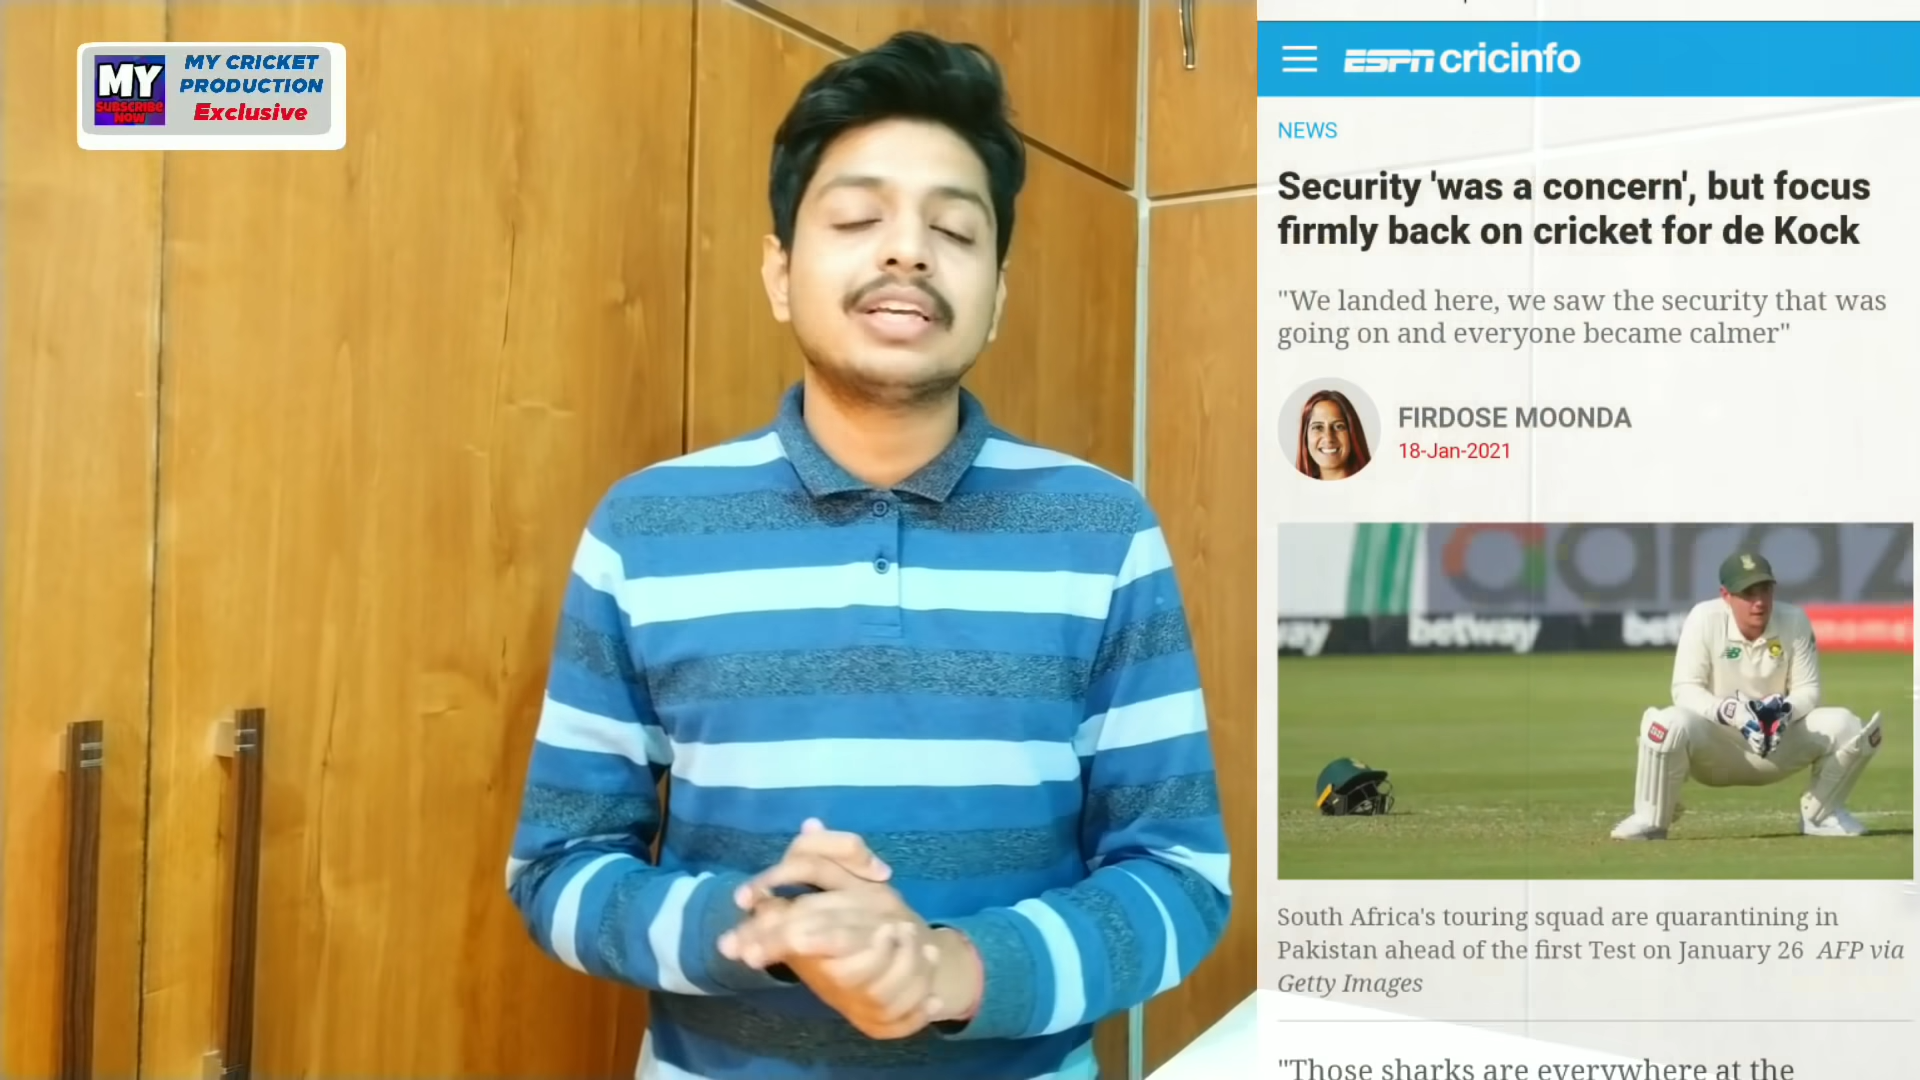 MY CRICKET
PRODUCTION
Exclusive
MY
SUBSCRIBE
NOW
ESPN cricinfo
NEWS
Security 'was a concern', but focus
firmly back on cricket for de Kock
"We landed here, we saw the security that was
going on and everyone became calmer"
FIRDOSE MOONDA
18-Jan-2021
betway
South Africa's touring squad are quarantining in
Pakistan ahead of the first Test on January 26 AFP via
Getty Images
"Those sharks are everywhere at the